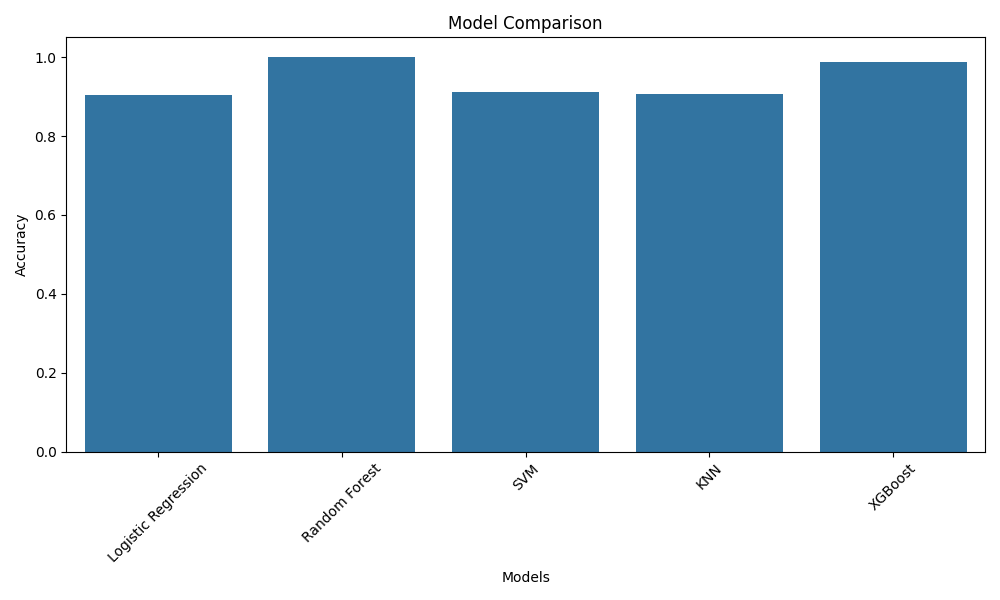 Model Comparison
1.0
0.8
0.6
0.4
0.2
0.0
Accuracy
Logistic Regression
Random Forest
SVM
KNN
XGBoost
Models